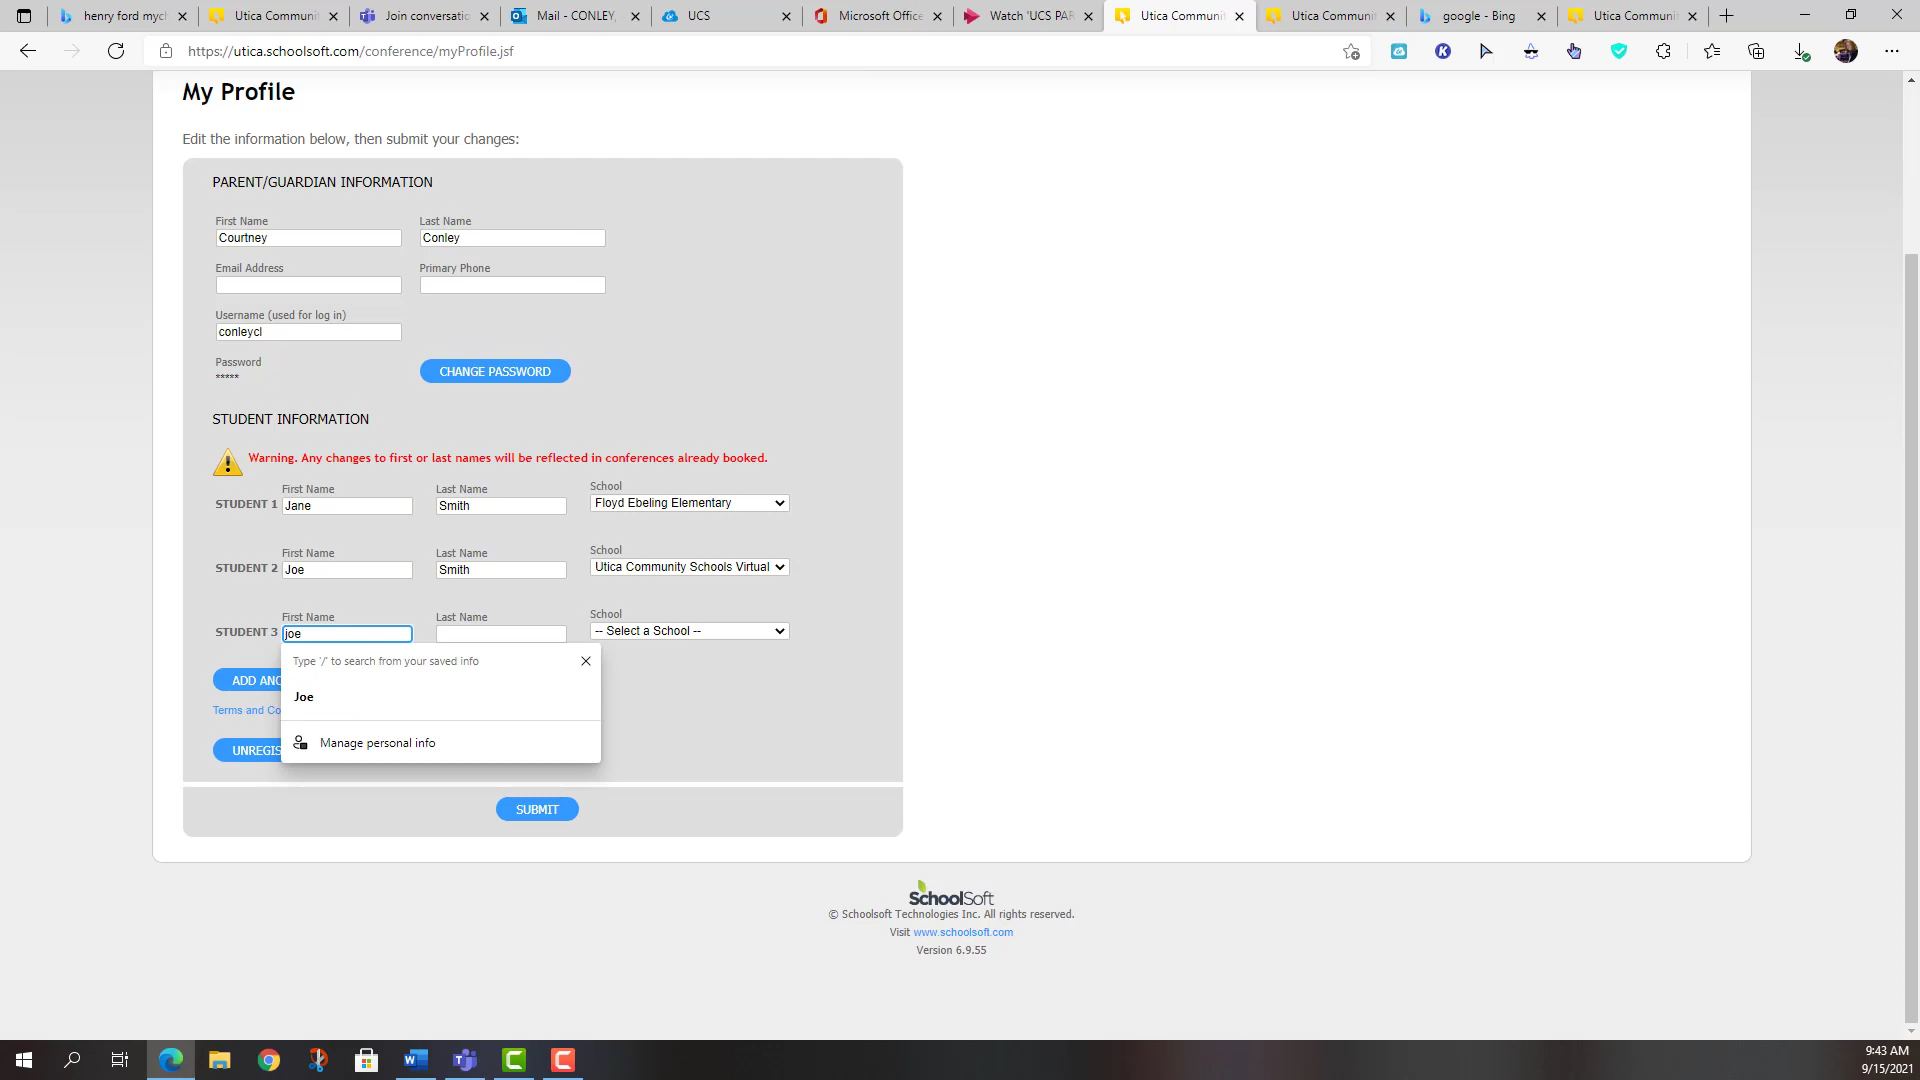 henry ford mych
Utica Communi
Join conversatio
Mail - CONLEY,
UCS
Microsoft Office
Watch 'UCS PAR
Utica Communi
Utica Communi
google - Bing
Utica Communi
https://utica.schoolsoft.com/conference/myProfile.jsf
My Profile
Edit the information below, then submit your changes:
PARENT/GUARDIAN INFORMATION
First Name
Last Name
Courtney
Conley
Email Address
Primary Phone
Username (used for log in)
conleycl
Password
*****
CHANGE PASSWORD
STUDENT INFORMATION
Warning. Any changes to first or last names will be reflected in conferences already booked.
First Name
Last Name
School
STUDENT 1
Jane
Smith
Floyd Ebeling Elementary
First Name
Last Name
School
STUDENT 2
Joe
Smith
Utica Community Schools Virtual
First Name
Last Name
School
STUDENT 3
joe
-- Select a School --
Type '/' to search from your saved info
ADD ANO
Joe
Terms and Co
Manage personal info
UNREGIS
SUBMIT
SchoolSoft
© Schoolsoft Technologies Inc. All rights reserved.
Visit www.schoolsoft.com
Version 6.9.55
9:43 AM
9/15/2021